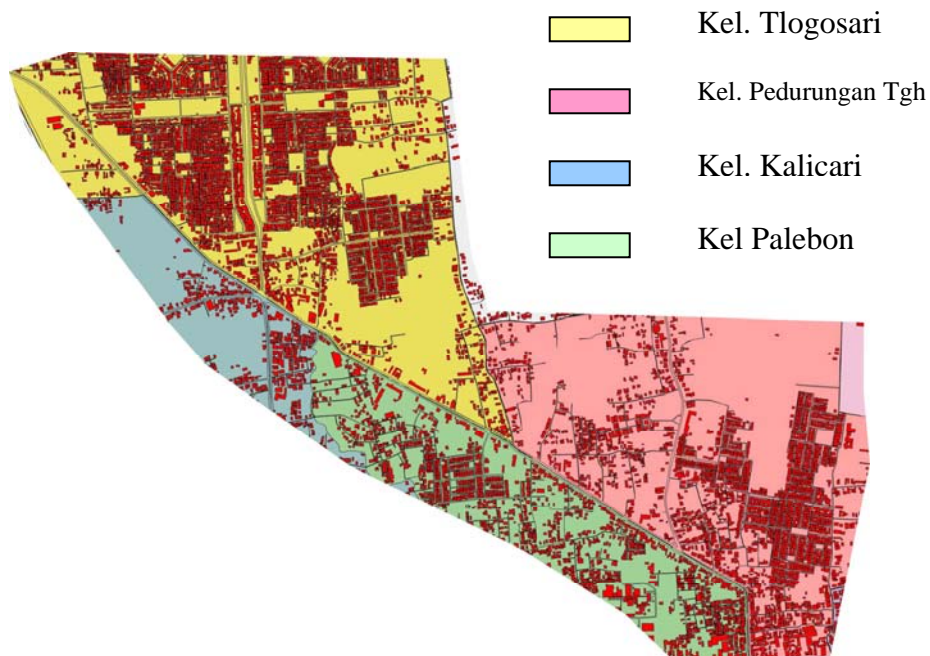 Kel. Tlogosari
Kel. Pedurungan Tgh
Kel. Kalicari
Kel Palebon